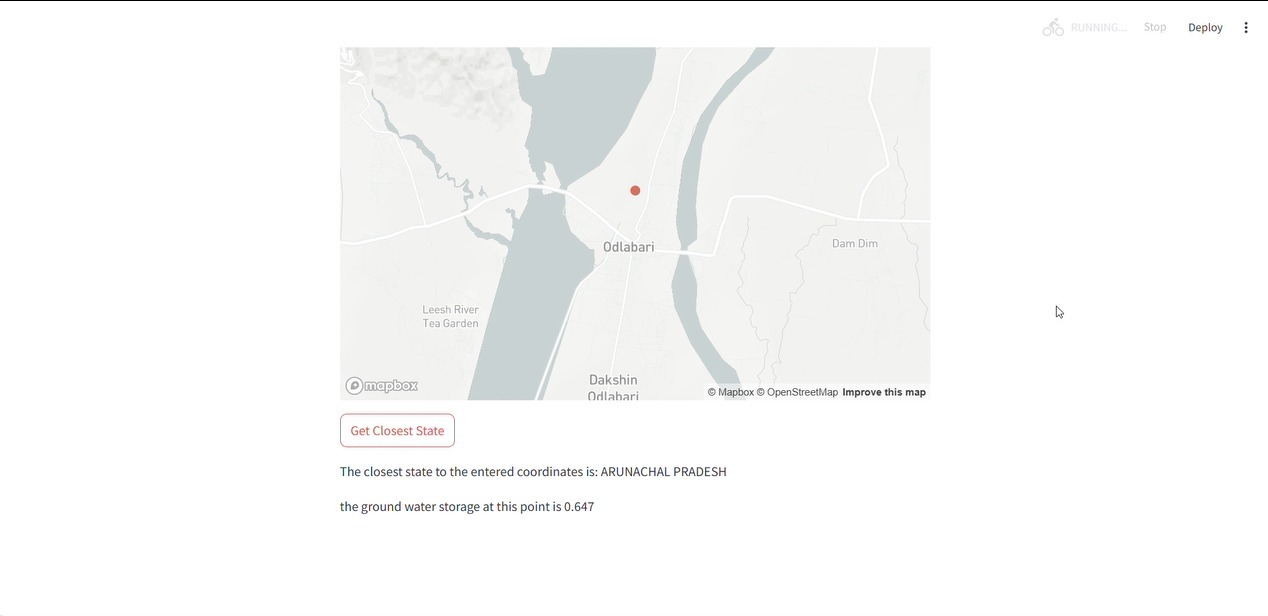 RUNNING...
Stop
Deploy
Odlabari
Dam Dim
Leesh River
Tea Garden
Dakshin
Odlabari
mapbox
© Mapbox © OpenStreetMap Improve this map
Get Closest State
The closest state to the entered coordinates is: ARUNACHAL PRADESH
the ground water storage at this point is 0.647